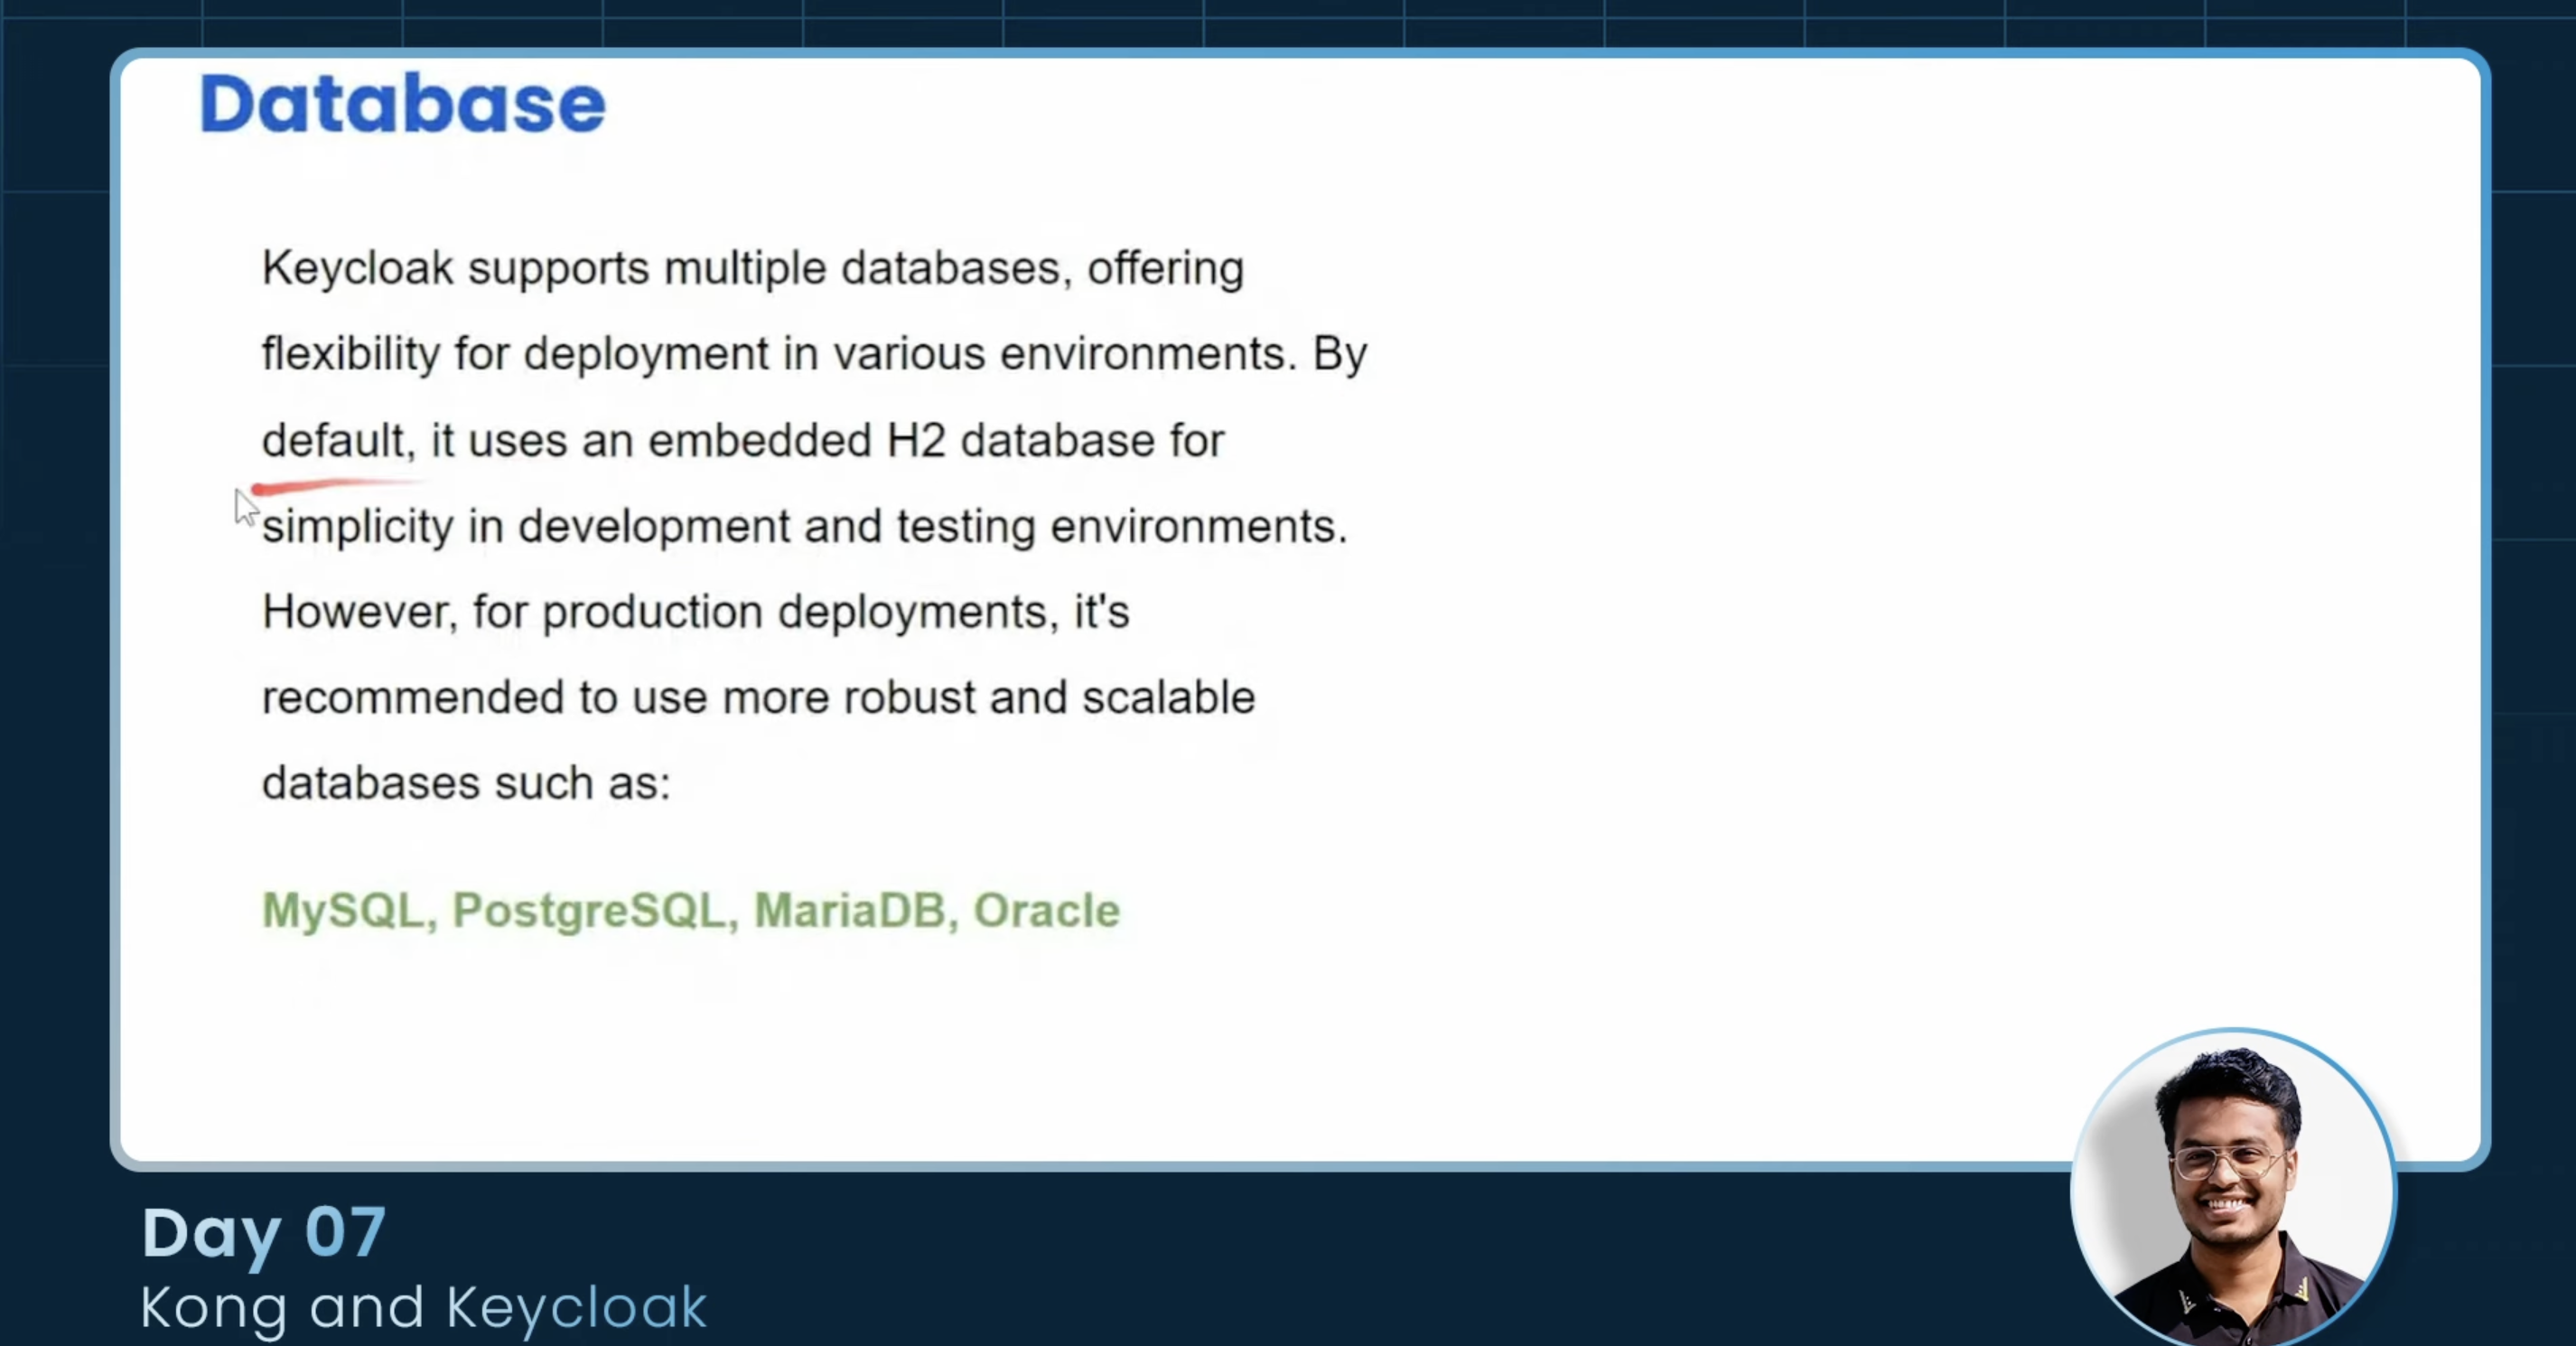 Database
Keycloak supports multiple databases, offering
flexibility for deployment in various environments. By
default, it uses an embedded H2 database for
simplicity in development and testing environments.
However, for production deployments, it's
recommended to use more robust and scalable
databases such as:
MySQL, PostgreSQL, MariaDB, Oracle
Day 07
Kong and Keycloak